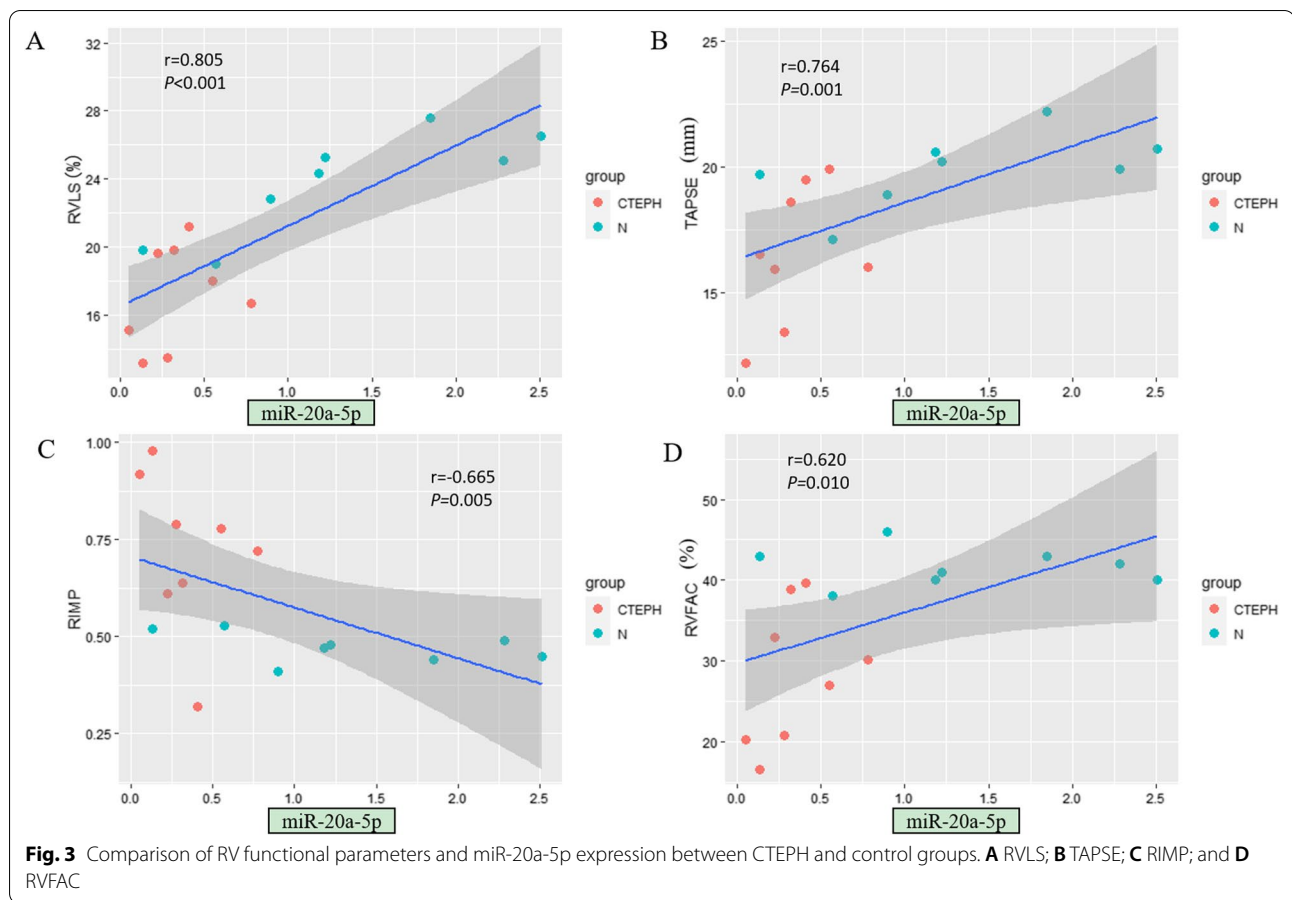 A
r=0.805
P<0.001
RVLS (%)
32
28
24
20
16
0.0 0.5 1.0 1.5 2.0 2.5
miR-20a-5p
group
CTEPH
N
B
r=0.764
P=0.001
TAPSE (mm)
25
20
15
0.0 0.5 1.0 1.5 2.0 2.5
miR-20a-5p
group
CTEPH
N
C
r=-0.665
P=0.005
RIMP
1.00
0.75
0.50
0.25
0.0 0.5 1.0 1.5 2.0 2.5
miR-20a-5p
group
CTEPH
N
D
r=0.620
P=0.010
RVFAC (%)
50
40
30
20
0.0 0.5 1.0 1.5 2.0 2.5
miR-20a-5p
group
CTEPH
N
Fig. 3 Comparison of RV functional parameters and miR-20a-5p expression between CTEPH and control groups. A RVLS; B TAPSE; C RIMP; and D
RVFAC